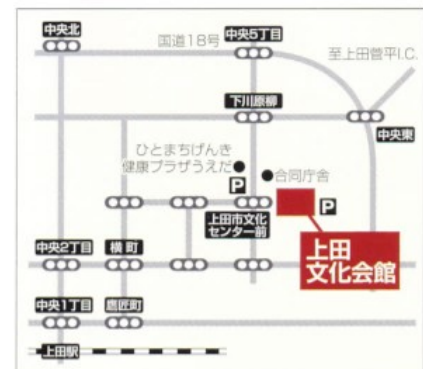 中央北
国道18号
中央5丁目
至上田菅平I.C.
下川原柳
中央東
ひとまちげんき
健康プラザうえだ
P
合同庁舎
P
上田市文化
センター前
上田
文化会館
中央2丁目
横町
中央1丁目
鷹匠町
上田駅